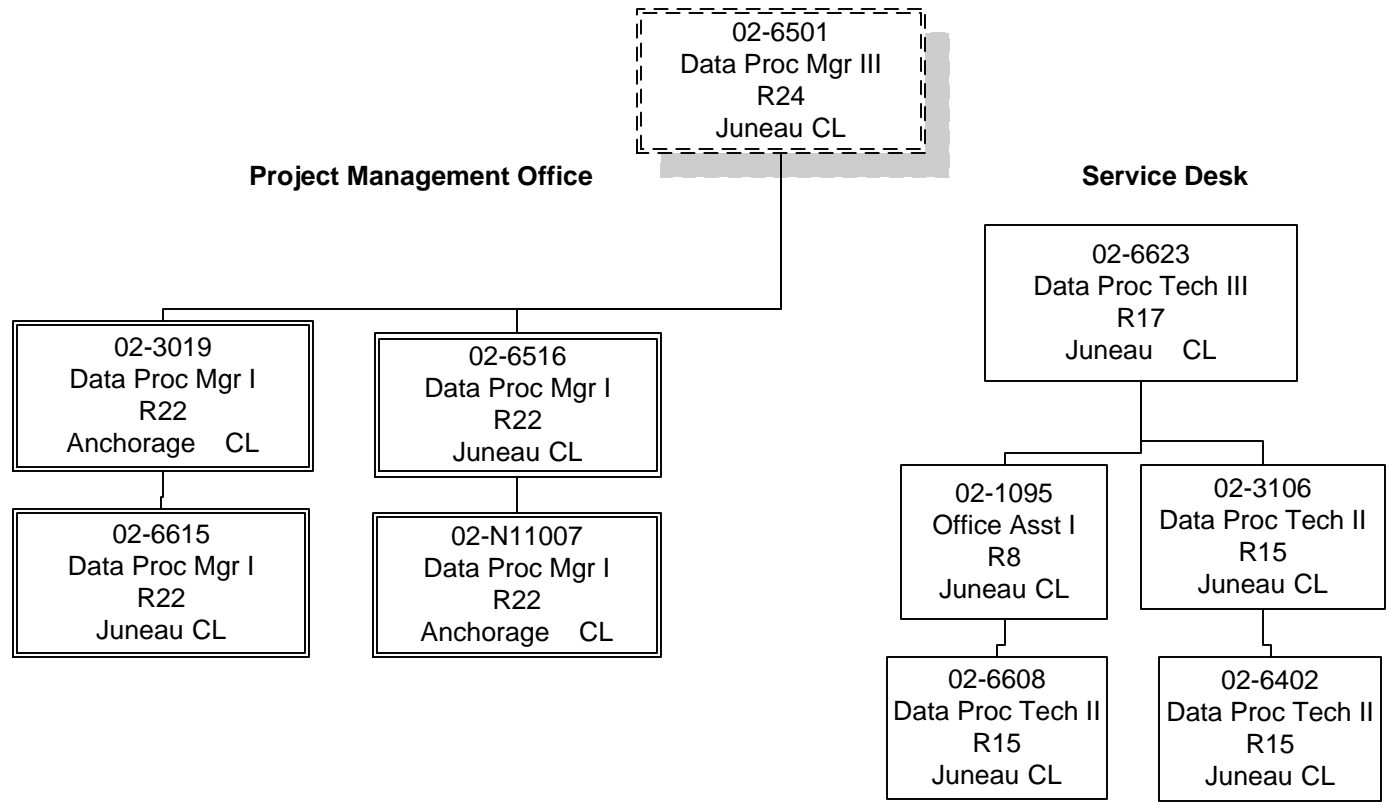 02-6501
Data Proc Mgr III
R24
Juneau CL
Project Management Office
Service Desk
02-6623
Data Proc Tech III
R17
Juneau CL
02-3019
Data Proc Mgr I
R22
Anchorage CL
02-6516
Data Proc Mgr I
R22
Juneau CL
02-1095
Office Asst I
R8
Juneau CL
02-3106
Data Proc Tech II
R15
Juneau CL
02-6615
Data Proc Mgr I
R22
Juneau CL
02-N11007
Data Proc Mgr I
R22
Anchorage CL
02-6608
Data Proc Tech II
R15
Juneau CL
02-6402
Data Proc Tech II
R15
Juneau CL